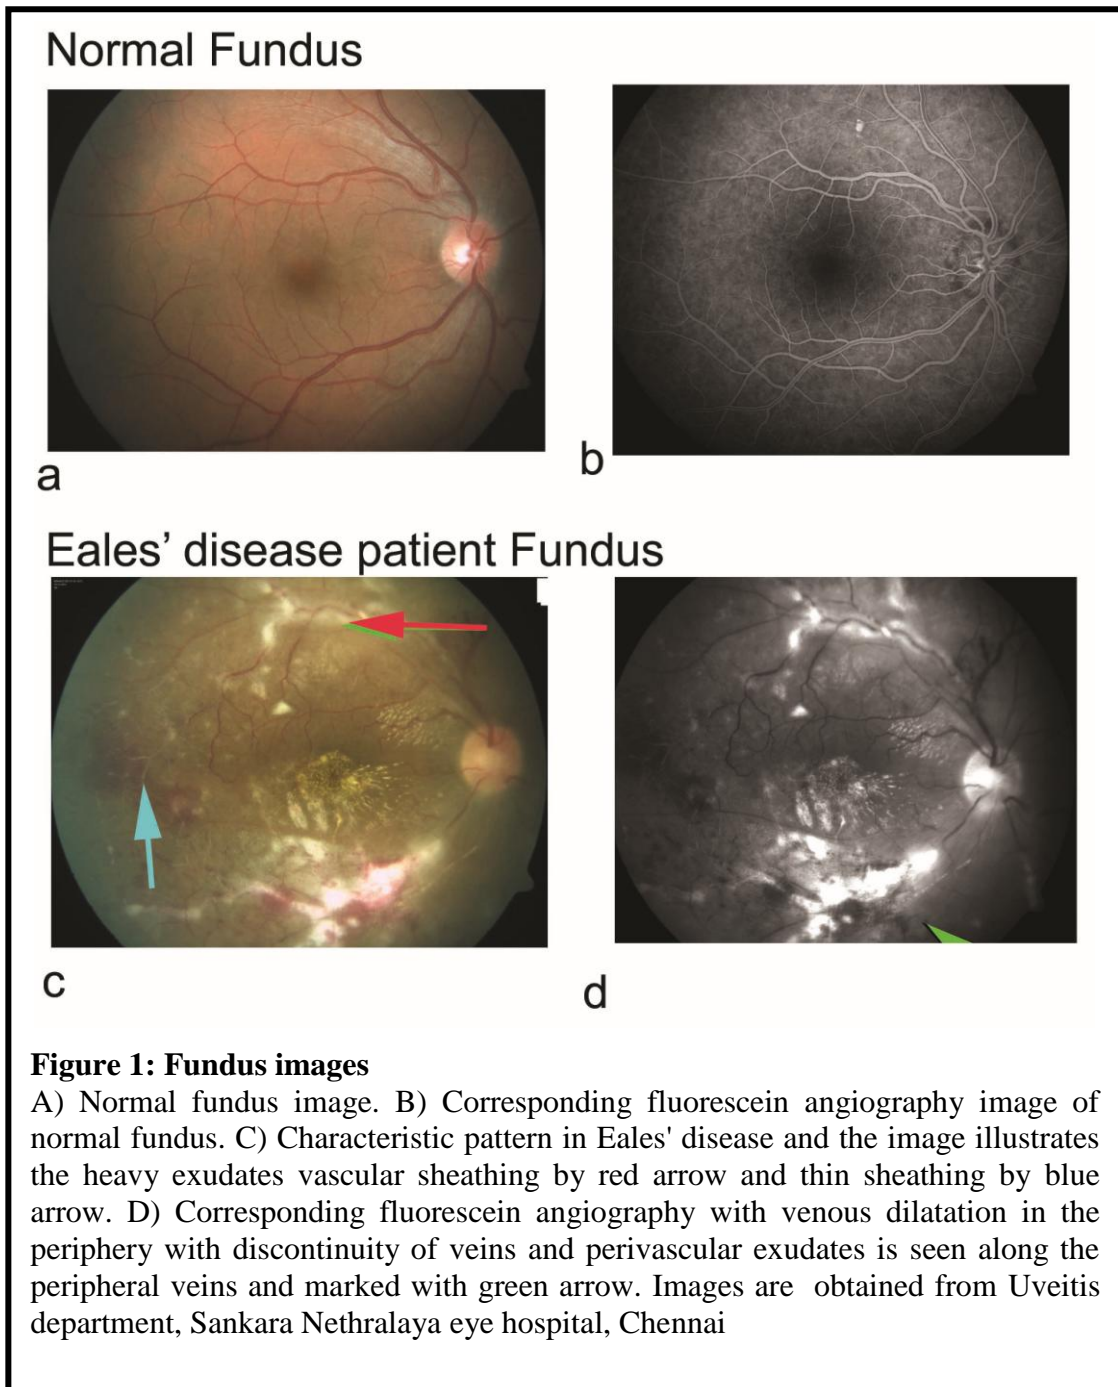 Normal Fundus
a
b
Eales’ disease patient Fundus
c
d
Figure 1: Fundus images
A) Normal fundus image. B) Corresponding fluorescein angiography image of
normal fundus. C) Characteristic pattern in Eales' disease and the image illustrates
the heavy exudates vascular sheathing by red arrow and thin sheathing by blue
arrow. D) Corresponding fluorescein angiography with venous dilatation in the
periphery with discontinuity of veins and perivascular exudates is seen along the
peripheral veins and marked with green arrow. Images are obtained from Uveitis
department, Sankara Nethralaya eye hospital, Chennai